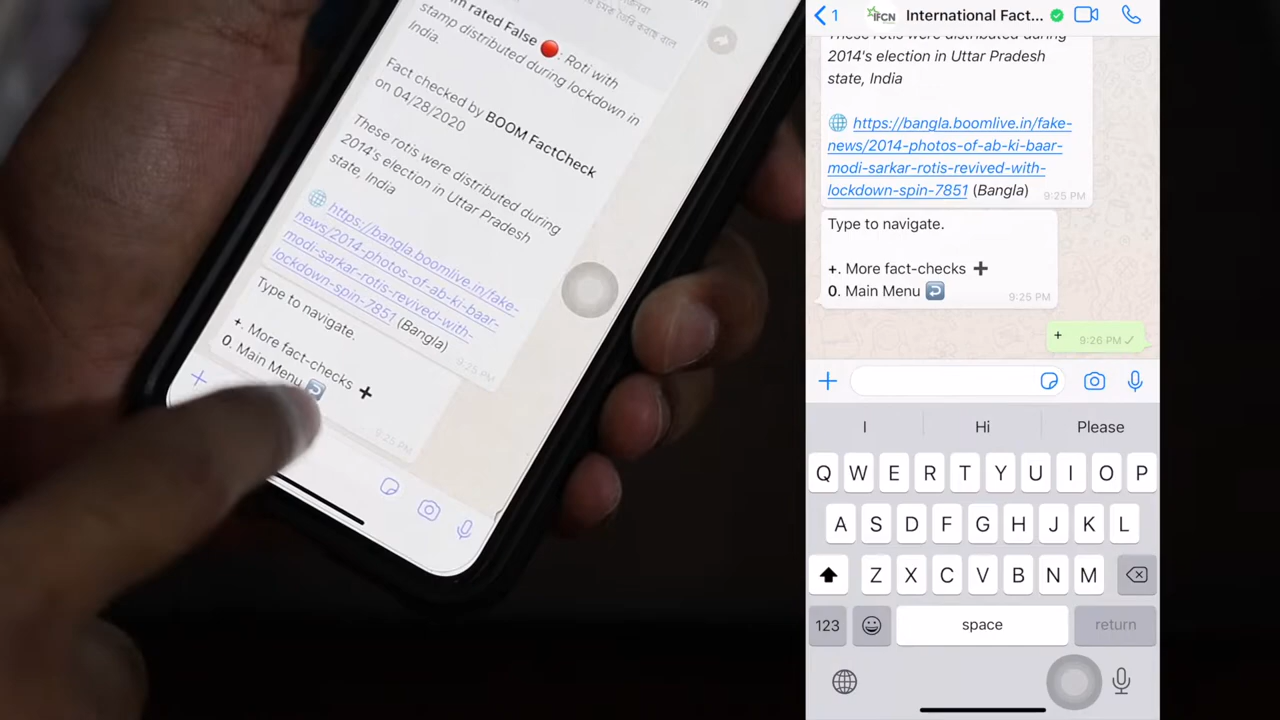 m rated False 🔴: Roti with
stamp distributed during lockdown in
India.
Fact checked by BOOM FactCheck
on 04/28/2020
These rotis were distributed during
2014's election in Uttar Pradesh
state, India
🌐 https://bangla.boomlive.in/fake-
news/2014-photos-of-ab-ki-baar-
modi-sarkar-rotis-revived-with-
lockdown-spin-7851 (Bangla)
9:25 PM
Type to navigate.
+. More fact-checks ➕
0. Main Menu ↩️
9:25 PM
1 IFCN International Fact...
These rotis were distributed during
2014's election in Uttar Pradesh
state, India
🌐 https://bangla.boomlive.in/fake-
news/2014-photos-of-ab-ki-baar-
modi-sarkar-rotis-revived-with-
lockdown-spin-7851 (Bangla) 9:25 PM
Type to navigate.
+. More fact-checks ➕
0. Main Menu ↩️ 9:25 PM
+ 9:26 PM
I Hi Please
Q W E R T Y U I O P
A S D F G H J K L
Z X C V B N M
123 space return